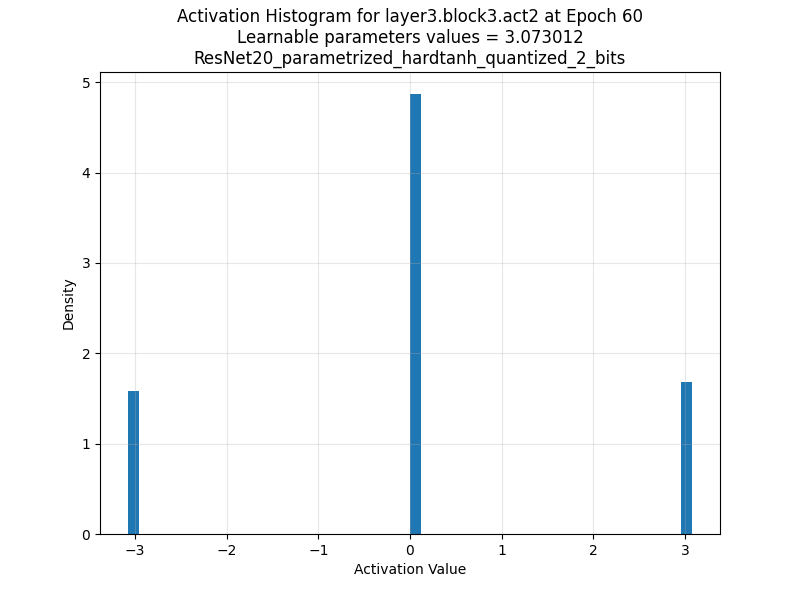 Activation Histogram for layer3.block3.act2 at Epoch 60
Learnable parameters values = 3.073012
ResNet20_parametrized_hardtanh_quantized_2_bits
5
4
3
2
1
0
Density
−3
−2
−1
0
1
2
3
Activation Value